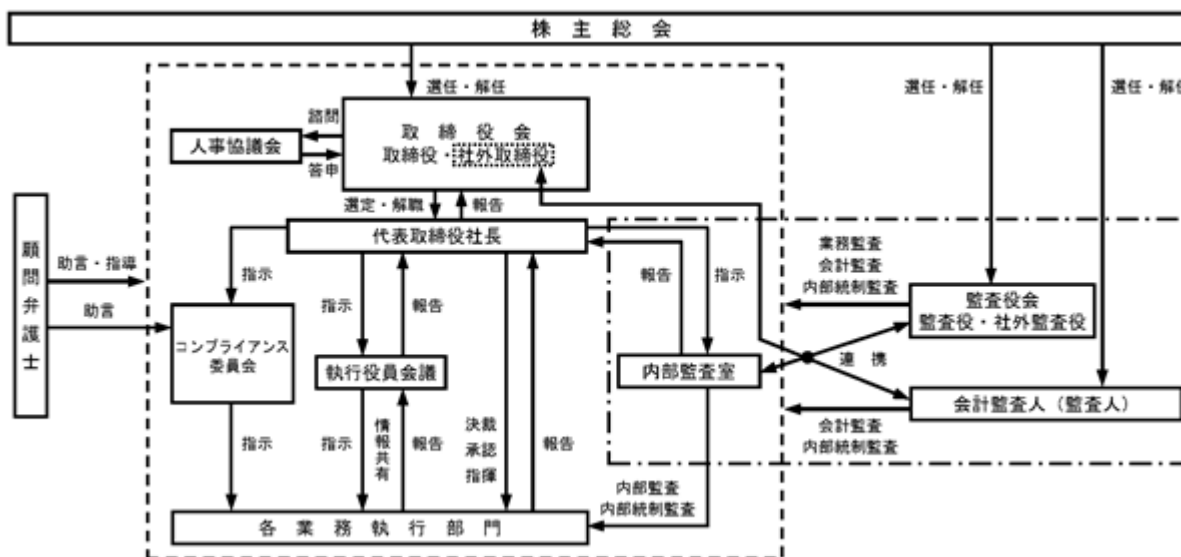 株主総会
選任・解任
選任・解任
選任・解任
諮問
人事協議会
答申
取締役会
取締役・社外取締役
選定・解職
報告
代表取締役社長
顧問弁護士
助言・指導
助言
指示
コンプライアンス
委員会
指示
指示
報告
執行役員会議
指示
情報共有
報告
決裁
承認
指揮
報告
報告
指示
内部監査室
内部監査
内部統制監査
各業務執行部門
業務監査
会計監査
内部統制監査
監査役会
監査役・社外監査役
連携
会計監査人（監査人）
会計監査
内部統制監査